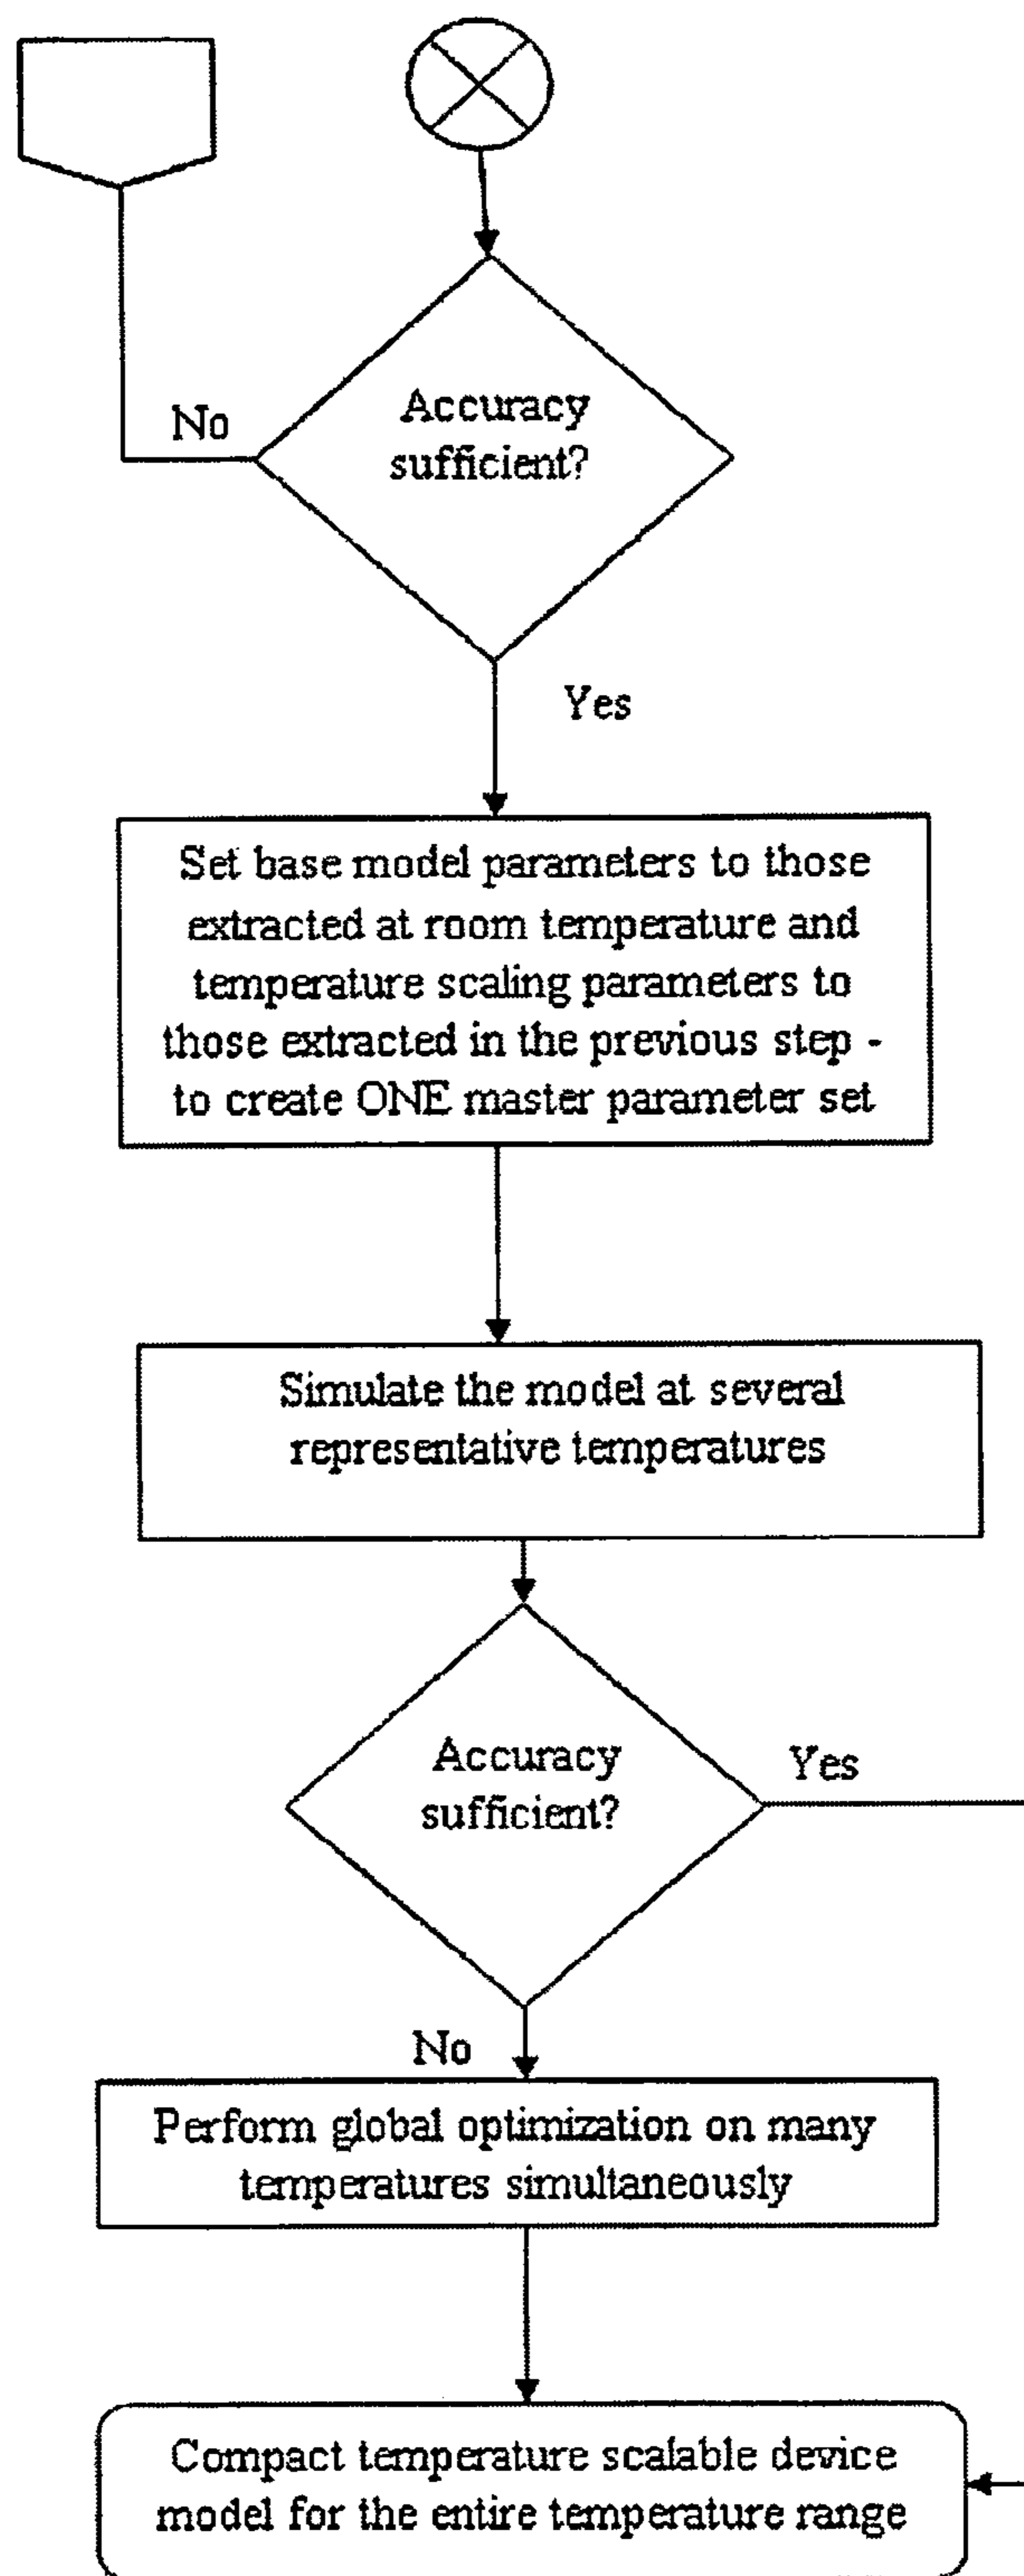 Accuracy
sufficient?
No
Yes
Set base model parameters to those
extracted at room temperature and
temperature scaling parameters to
those extracted in the previous step -
to create ONE master parameter set
Simulate the model at several
representative temperatures
Accuracy
sufficient?
Yes
No
Perform global optimization on many
temperatures simultaneously
Compact temperature scalable device
model for the entire temperature range